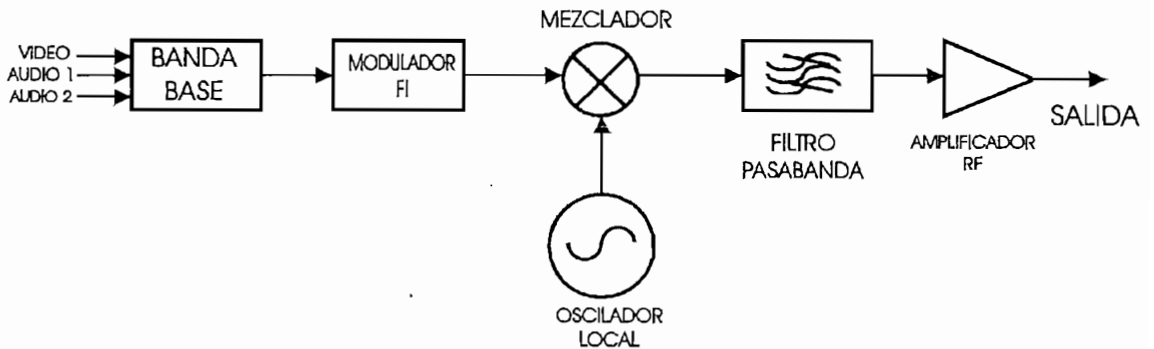 VIDEO
AUDIO 1
AUDIO 2
BANDA
BASE
MODULADOR
FI
MEZCLADOR
OSCILADOR
LOCAL
FILTRO
PASABANDA
AMPLIFICADOR
RF
SALIDA